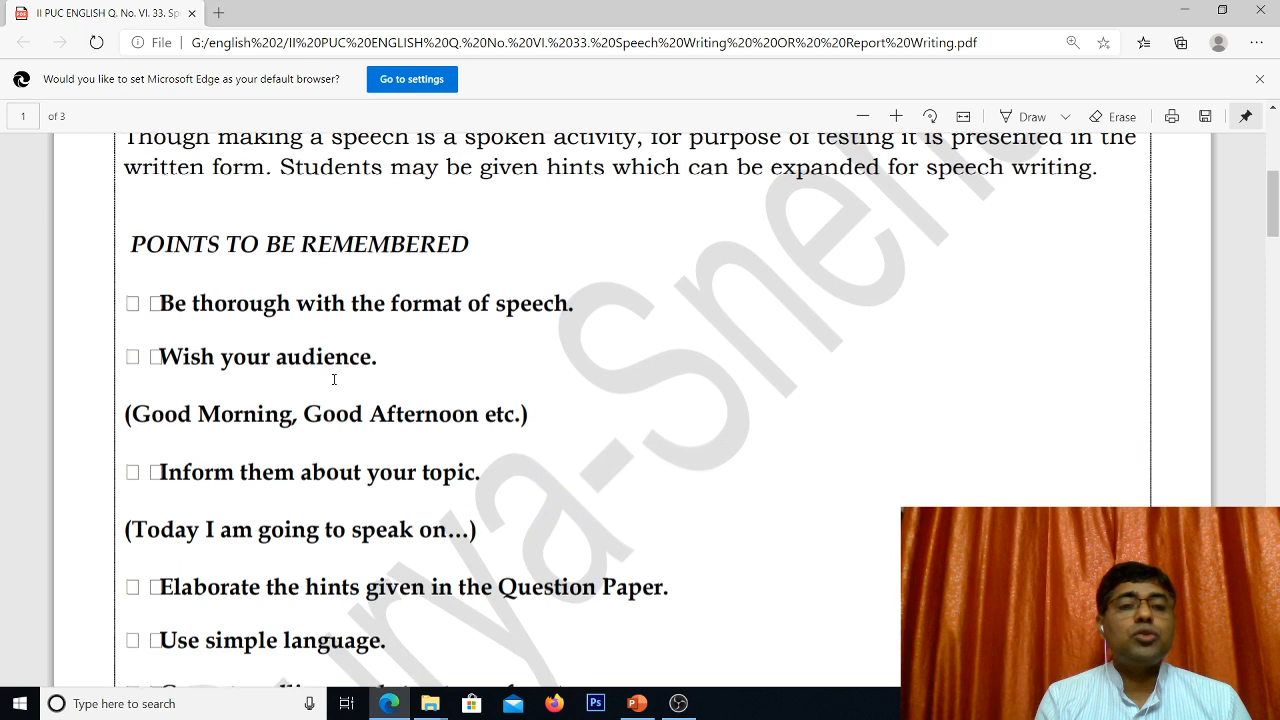 II PUC ENGLISH Q. No. VI. 33. Sp
File
G:/english%202/II%20PUC%20ENGLISH%20Q.%20No.%20VI.%2033.%20Speech%20Writing%20%20OR%20%20Report%20Writing.pdf
Would you like to set Microsoft Edge as your default browser?
Go to settings
1
of 3
Draw
Erase
Though making a speech is a spoken activity, for purpose of testing it is presented in the
written form. Students may be given hints which can be expanded for speech writing.
POINTS TO BE REMEMBERED
Be thorough with the format of speech.
Wish your audience.
(Good Morning, Good Afternoon etc.)
Inform them about your topic.
(Today I am going to speak on…)
Elaborate the hints given in the Question Paper.
Use simple language.
Type here to search
Ps